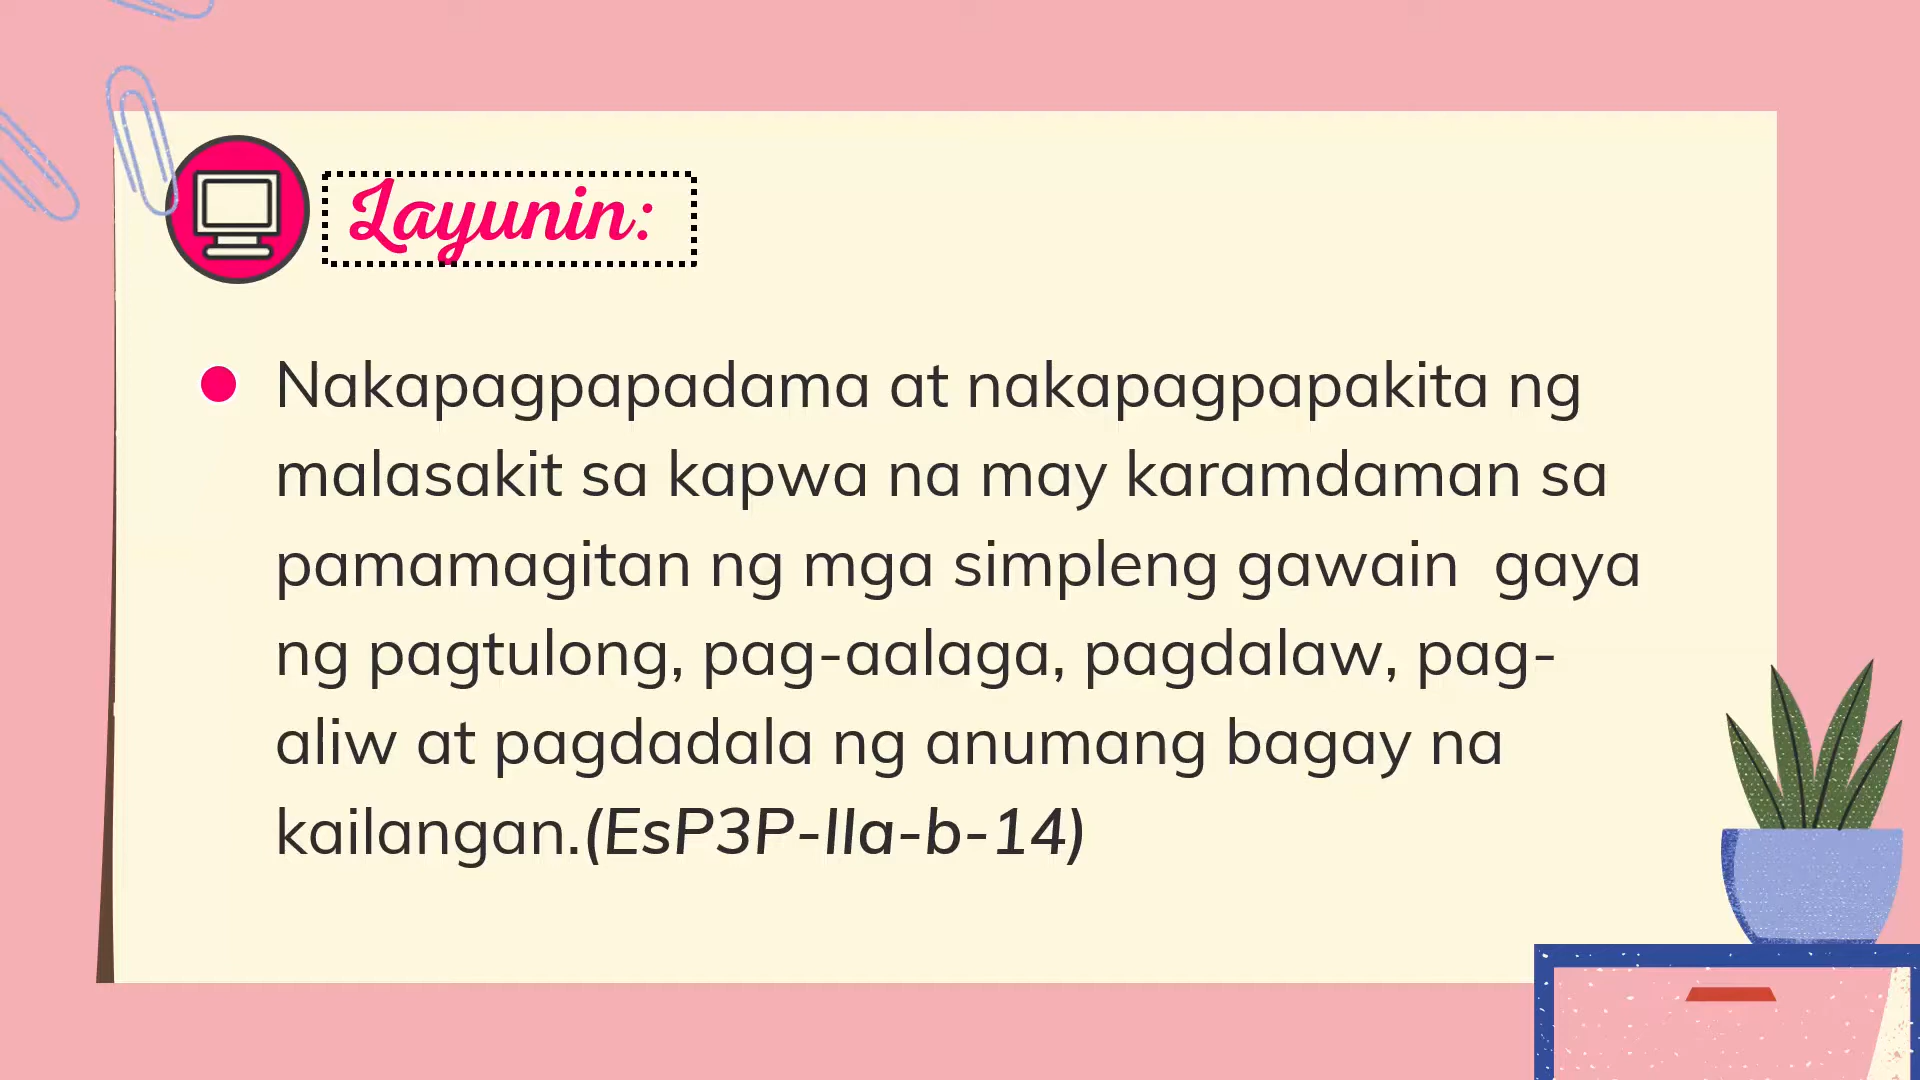 Layunin:
Nakapagpapadama at nakapagpapakita ng
malasakit sa kapwa na may karamdaman sa
pamamagitan ng mga simpleng gawain  gaya
ng pagtulong, pag-aalaga, pagdalaw, pag-
aliw at pagdadala ng anumang bagay na
kailangan.(EsP3P-IIa-b-14)